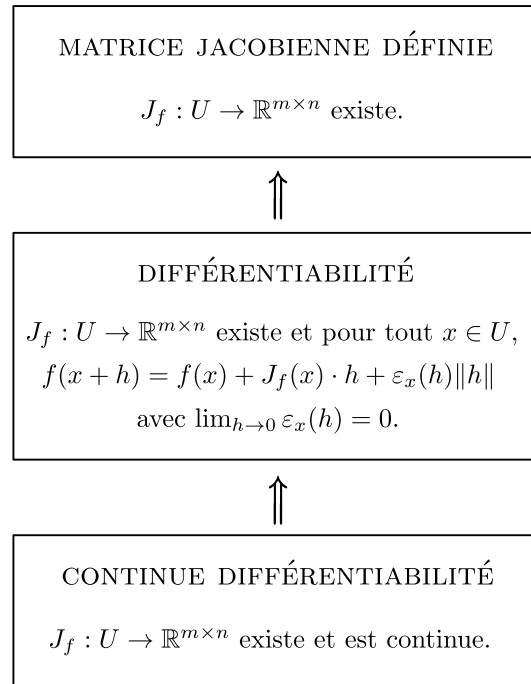 MATRICE JACOBIENNE DÉFINIE
J_f : U → ℝ^{m×n} existe.
⇑
DIFFÉRENTIABILITÉ
J_f : U → ℝ^{m×n} existe et pour tout x ∈ U,
f(x + h) = f(x) + J_f(x) · h + ε_x(h)‖h‖
avec lim_{h→0} ε_x(h) = 0.
⇑
CONTINUE DIFFÉRENTIABILITÉ
J_f : U → ℝ^{m×n} existe et est continue.